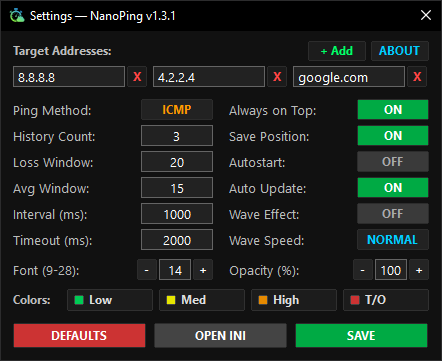 Settings — NanoPing v1.3.1
Target Addresses: + Add ABOUT
8.8.8.8 X 4.2.2.4 X google.com X
Ping Method: ICMP Always on Top: ON
History Count: 3 Save Position: ON
Loss Window: 20 Autostart: OFF
Avg Window: 15 Auto Update: ON
Interval (ms): 1000 Wave Effect: OFF
Timeout (ms): 2000 Wave Speed: NORMAL
Font (9-28): - 14 + Opacity (%): - 100 +
Colors: Low Med High T/O
DEFAULTS OPEN INI SAVE